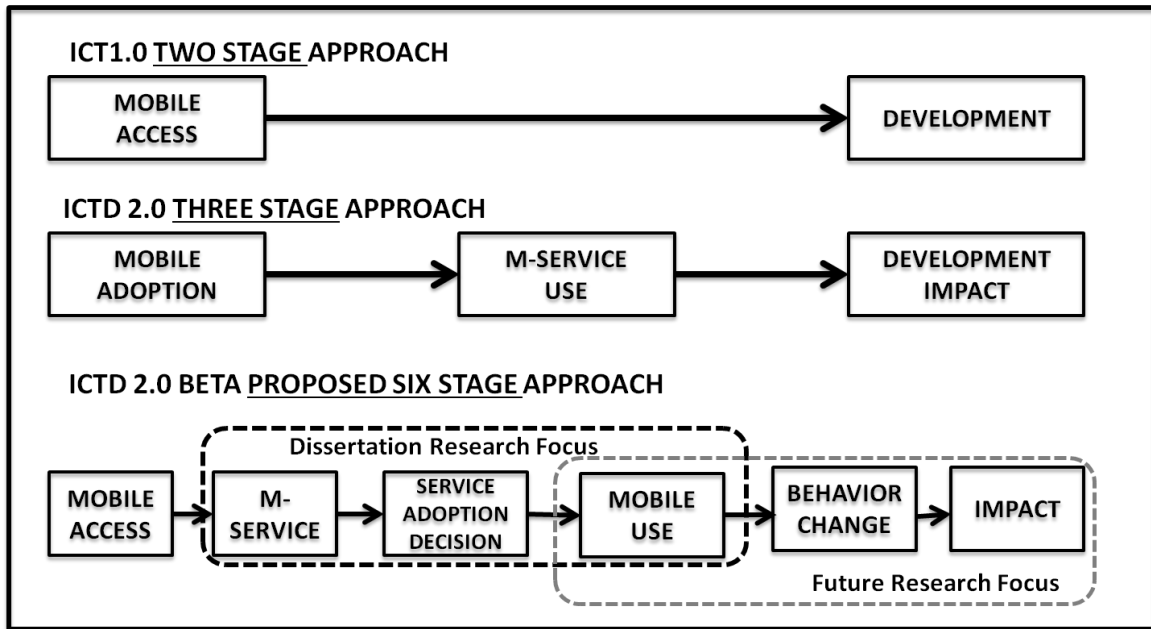 ICT1.0 TWO STAGE APPROACH
MOBILE
ACCESS
DEVELOPMENT
ICTD 2.0 THREE STAGE APPROACH
MOBILE
ADOPTION
M-SERVICE
USE
DEVELOPMENT
IMPACT
ICTD 2.0 BETA PROPOSED SIX STAGE APPROACH
Dissertation Research Focus
MOBILE
ACCESS
M-
SERVICE
SERVICE
ADOPTION
DECISION
MOBILE
USE
BEHAVIOR
CHANGE
IMPACT
Future Research Focus